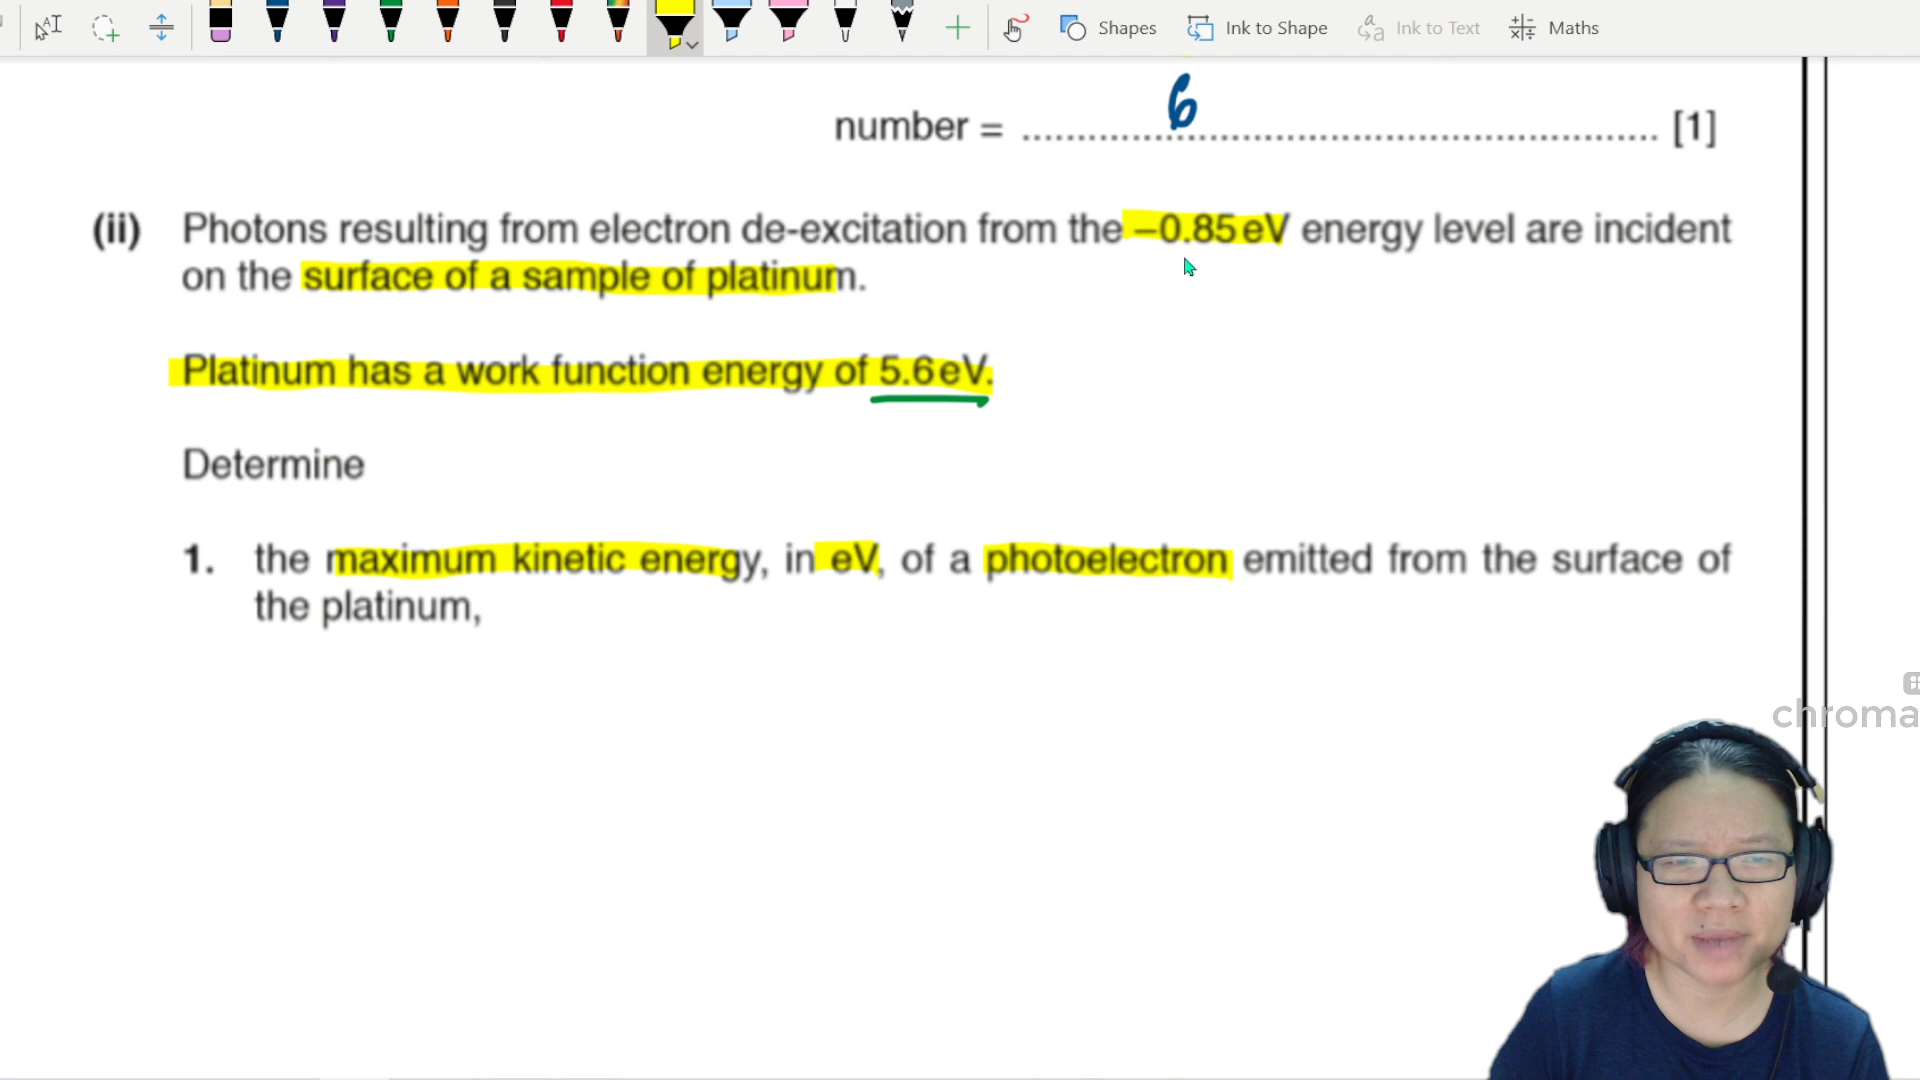 Shapes Ink to Shape Ink to Text Maths
6
number = ........................................................ [1]
(ii) Photons resulting from electron de-excitation from the −0.85 eV energy level are incident
on the surface of a sample of platinum.
Platinum has a work function energy of 5.6 eV.
Determine
1. the maximum kinetic energy, in eV, of a photoelectron emitted from the surface of
the platinum,
chroma